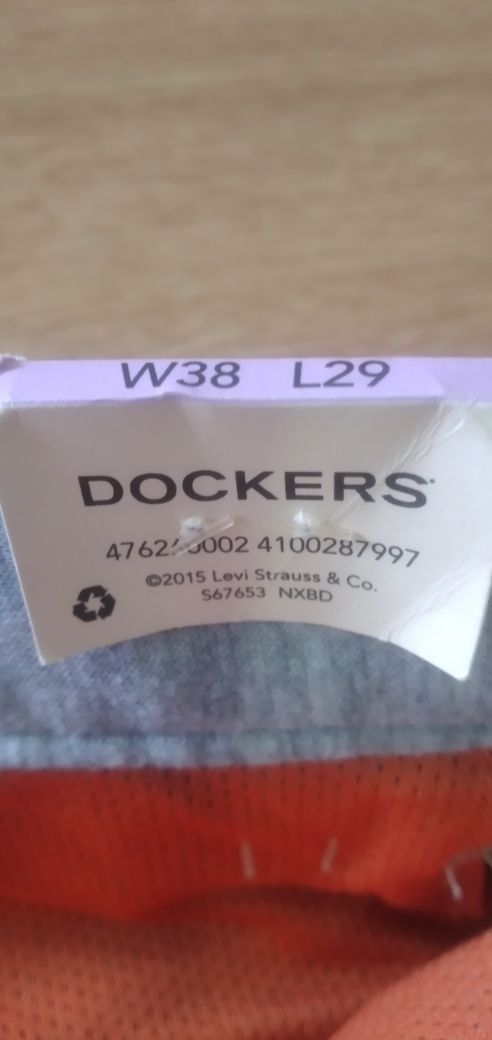 W38 L29
DOCKERS
4100287997
©2015 Levi Strauss & Co.
S67653 NXBD